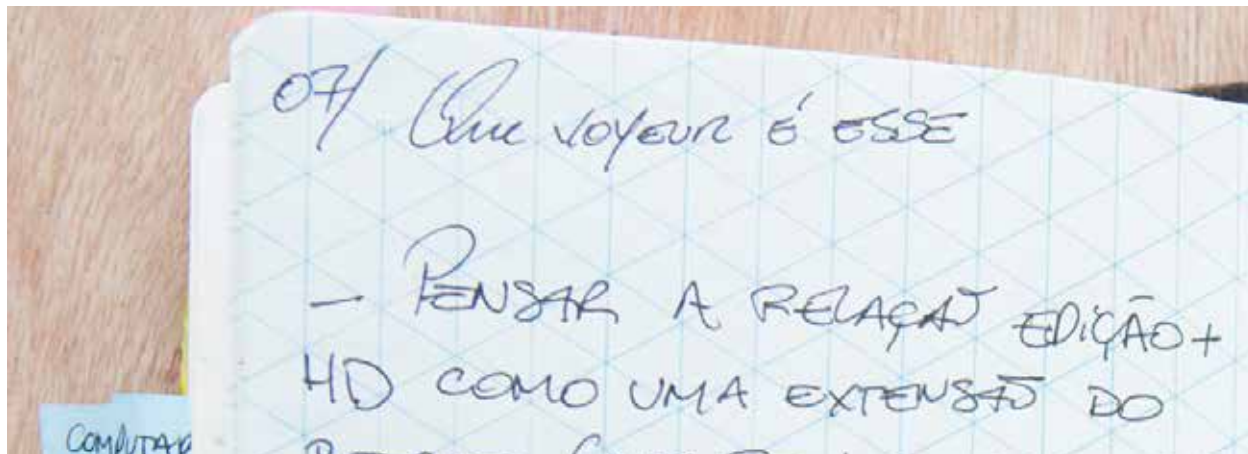 07/ Que voyeur É ESSE
— PENSAR A RELAÇÃO EDIÇÃO +
HD COMO UMA EXTENSÃO DO